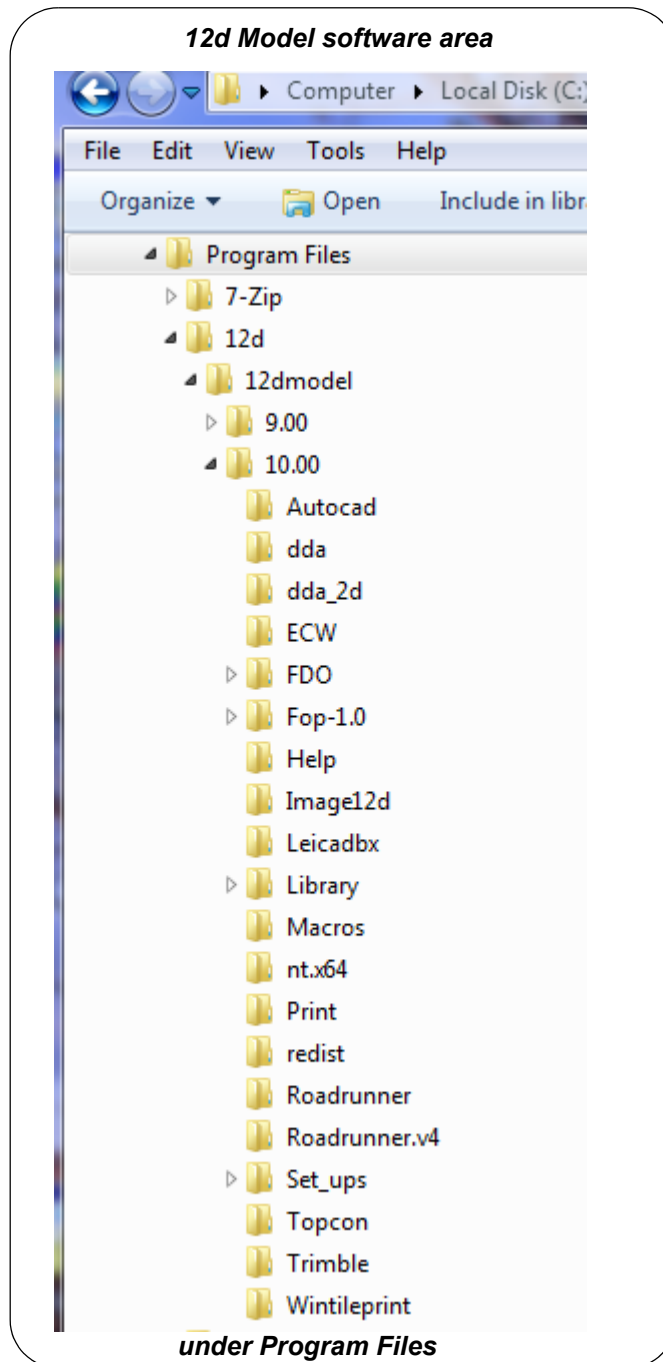 12d Model software area
Computer Local Disk (C:)
File Edit View Tools Help
Organize Open Include in libr
Program Files
7-Zip
12d
12dmodel
9.00
10.00
Autocad
dda
dda_2d
ECW
FDO
Fop-1.0
Help
Image12d
Leicadbx
Library
Macros
nt.x64
Print
redist
Roadrunner
Roadrunner.v4
Set_ups
Topcon
Trimble
Wintileprint
under Program Files